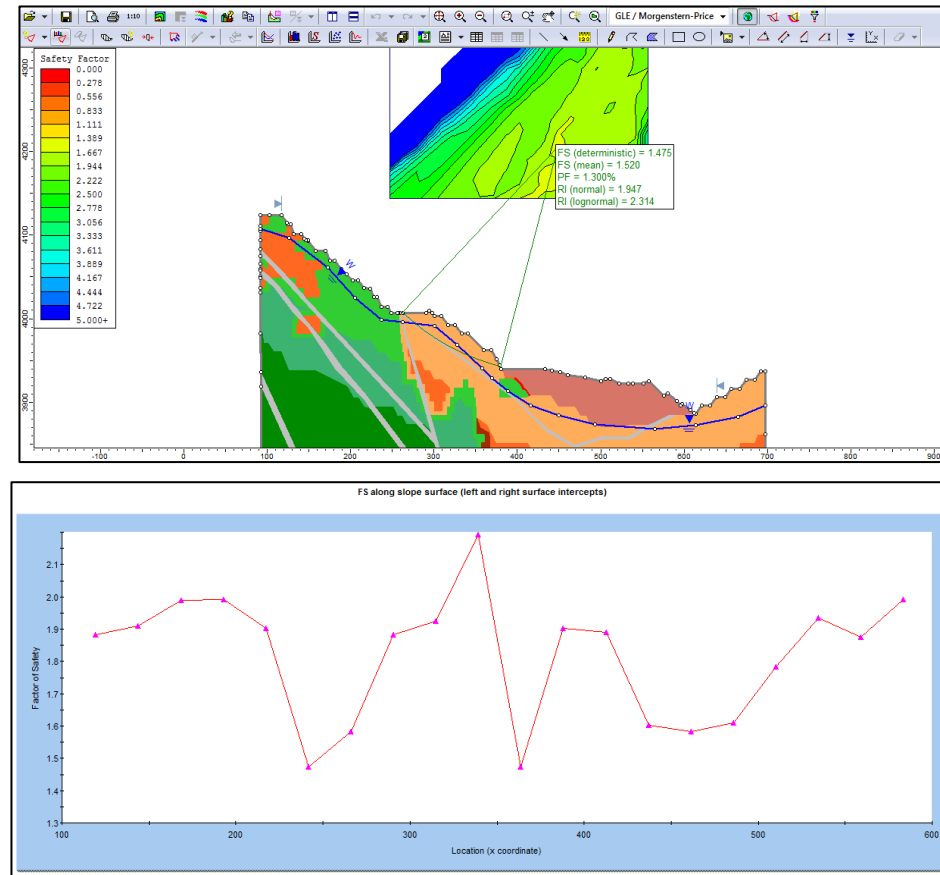 1:10
GLE / Morgenstern-Price
Safety Factor
0.000
0.278
0.556
0.833
1.111
1.389
1.667
1.944
2.222
2.500
2.778
3.056
3.333
3.611
3.889
4.167
4.444
4.722
5.000+
FS (deterministic) = 1.475
FS (mean) = 1.520
PF = 1.300%
RI (normal) = 1.947
RI (lognormal) = 2.314
W
W
4300
4200
4100
4000
3900
-100 0 100 200 300 400 500 600 700 800 900
FS along slope surface (left and right surface intercepts)
Factor of Safety
2.1
2.0
1.9
1.8
1.7
1.6
1.5
1.4
1.3
100 200 300 400 500 600
Location (x coordinate)